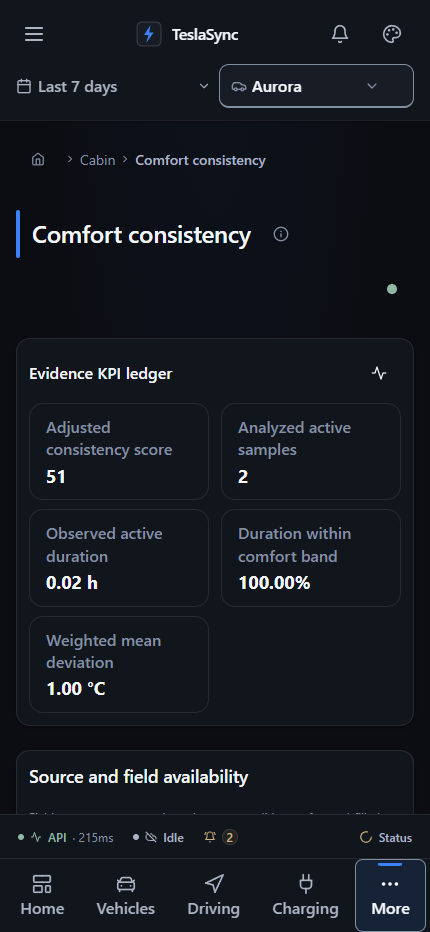 TeslaSync
Last 7 days
Aurora
Cabin
Comfort consistency
Comfort consistency
Evidence KPI ledger
Adjusted
consistency score
51
Analyzed active
samples
2
Observed active
duration
0.02 h
Duration within
comfort band
100.00%
Weighted mean
deviation
1.00 °C
Source and field availability
API · 215ms
Idle
2
Status
Home
Vehicles
Driving
Charging
More